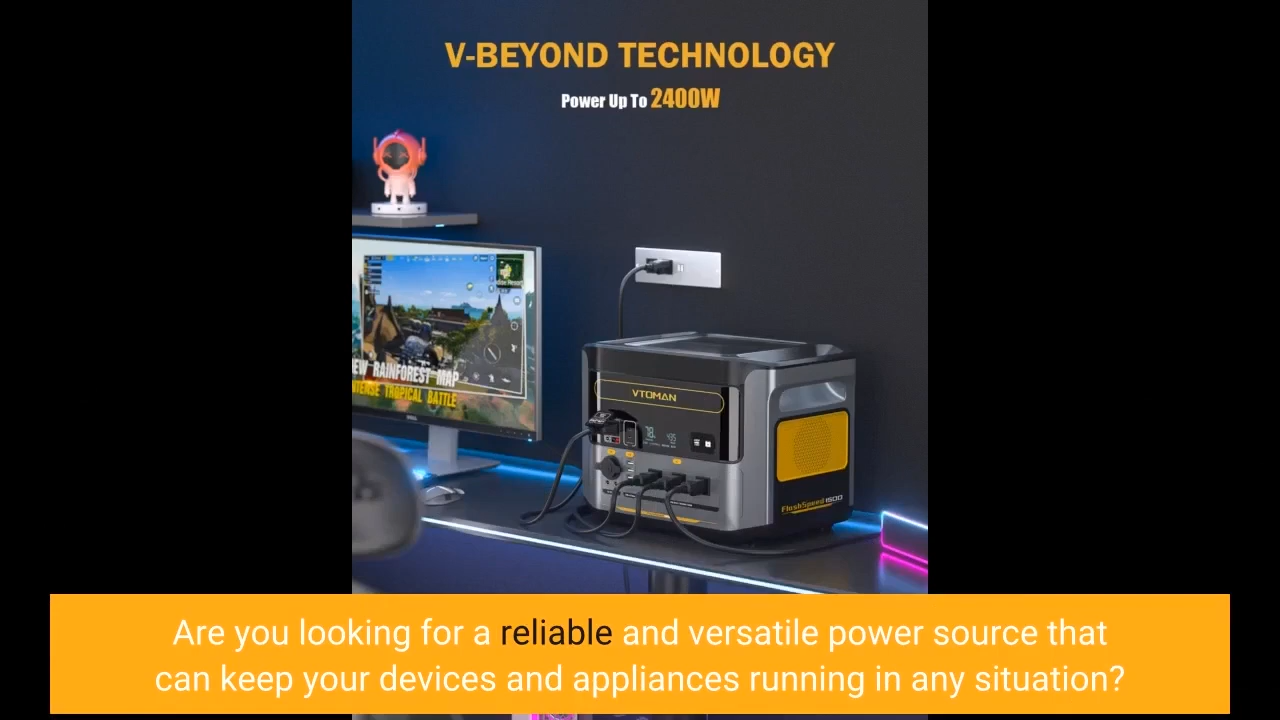 V-BEYOND TECHNOLOGY
Power Up To 2400W
NEW RAINFOREST MAP
INTENSE TROPICAL BATTLE
DELL
VTOMAN
FlashSpeed 1500
Are you looking for a reliable and versatile power source that
can keep your devices and appliances running in any situation?